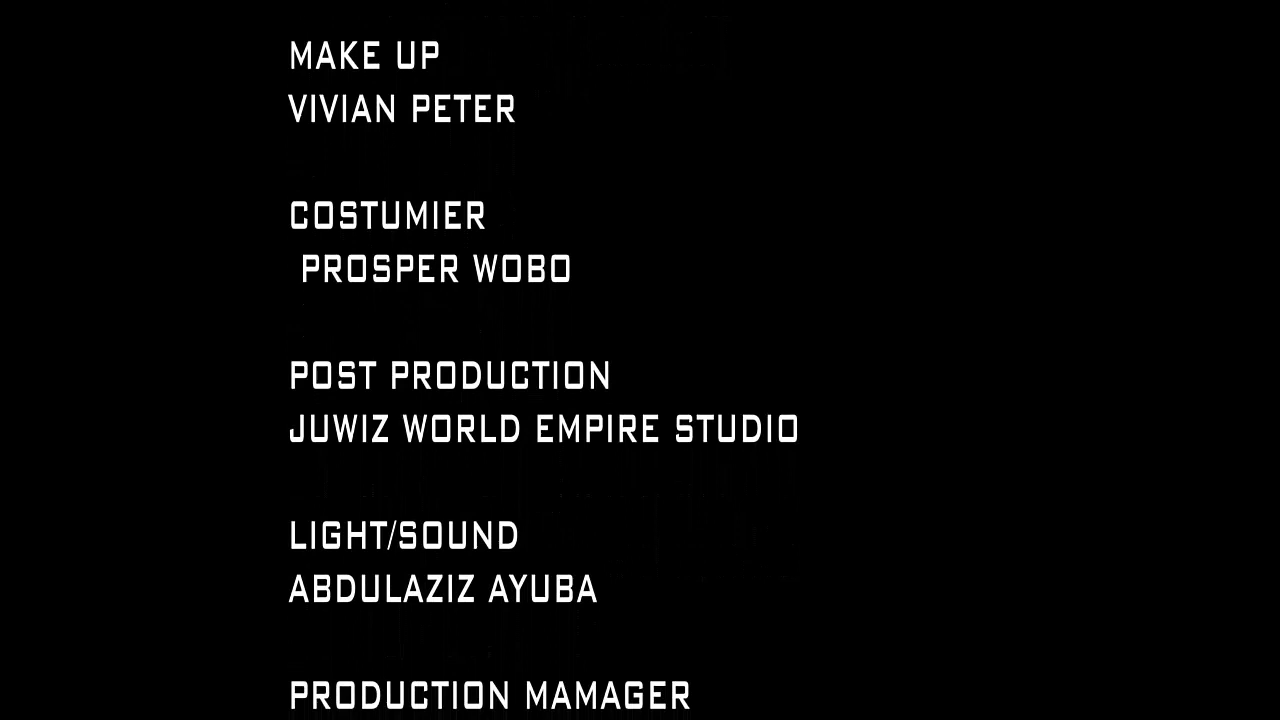 MAKE UP
VIVIAN PETER
COSTUMIER
PROSPER WOBO
POST PRODUCTION
JUWIZ WORLD EMPIRE STUDIO
LIGHT/SOUND
ABDULAZIZ AYUBA
PRODUCTION MAMAGER